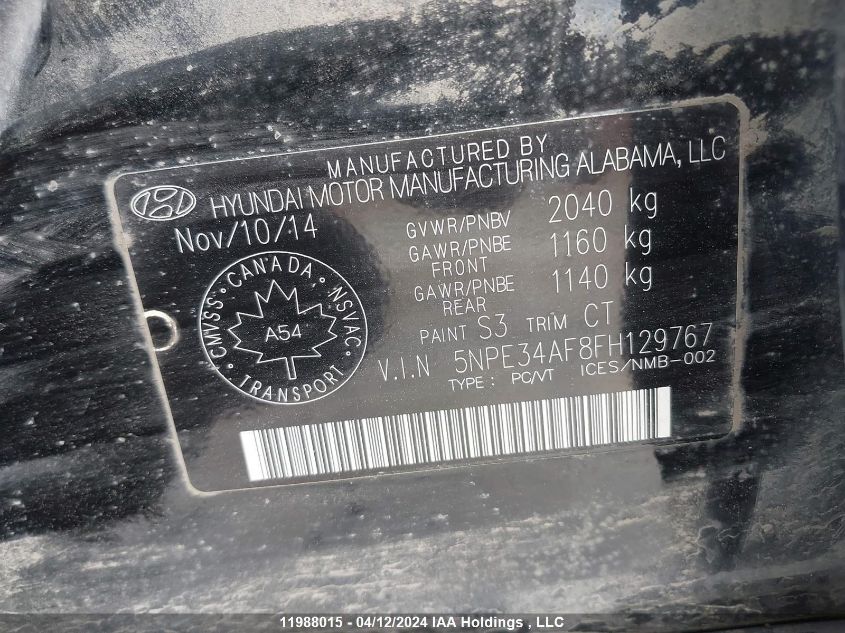 MANUFACTURED BY
HYUNDAI MOTOR MANUFACTURING ALABAMA, LLC
Nov/10/14
GVWR/PNBV 2040 kg
GAWR/PNBE FRONT 1160 kg
GAWR/PNBE REAR 1140 kg
PAINT S3 TRIM CT
V.I.N 5NPE34AF8FH129767
TYPE : PC/VT ICES/NMB-002
CANADA
CMVSS · NSVAC
A54
TRANSPORT
11988015 - 04/12/2024 IAA Holdings , LLC